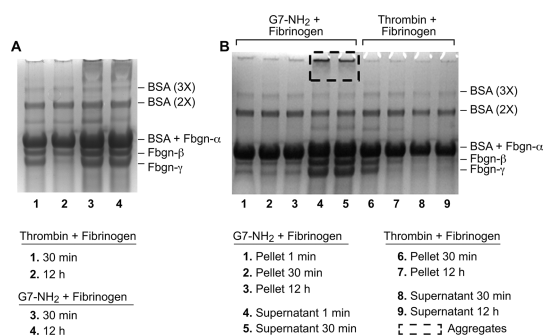 A
BSA (3X)
BSA (2X)
BSA + Fbgn-α
Fbgn-β
Fbgn-γ
1 2 3 4
Thrombin + Fibrinogen
1. 30 min
2. 12 h
G7-NH2 + Fibrinogen
3. 30 min
4. 12 h
B
G7-NH2 +
Fibrinogen
Thrombin +
Fibrinogen
BSA (3X)
BSA (2X)
BSA + Fbgn-α
Fbgn-β
Fbgn-γ
1 2 3 4 5 6 7 8 9
G7-NH2 + Fibrinogen
1. Pellet 1 min
2. Pellet 30 min
3. Pellet 12 h
4. Supernatant 1 min
5. Supernatant 30 min
Thrombin + Fibrinogen
6. Pellet 30 min
7. Pellet 12 h
8. Supernatant 30 min
9. Supernatant 12 h
Aggregates